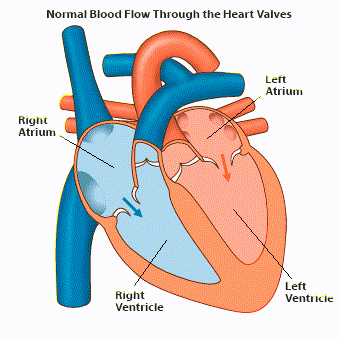 Normal Blood Flow Through the Heart Valves
Left
Atrium
Right
Atrium
Left
Ventricle
Right
Ventricle